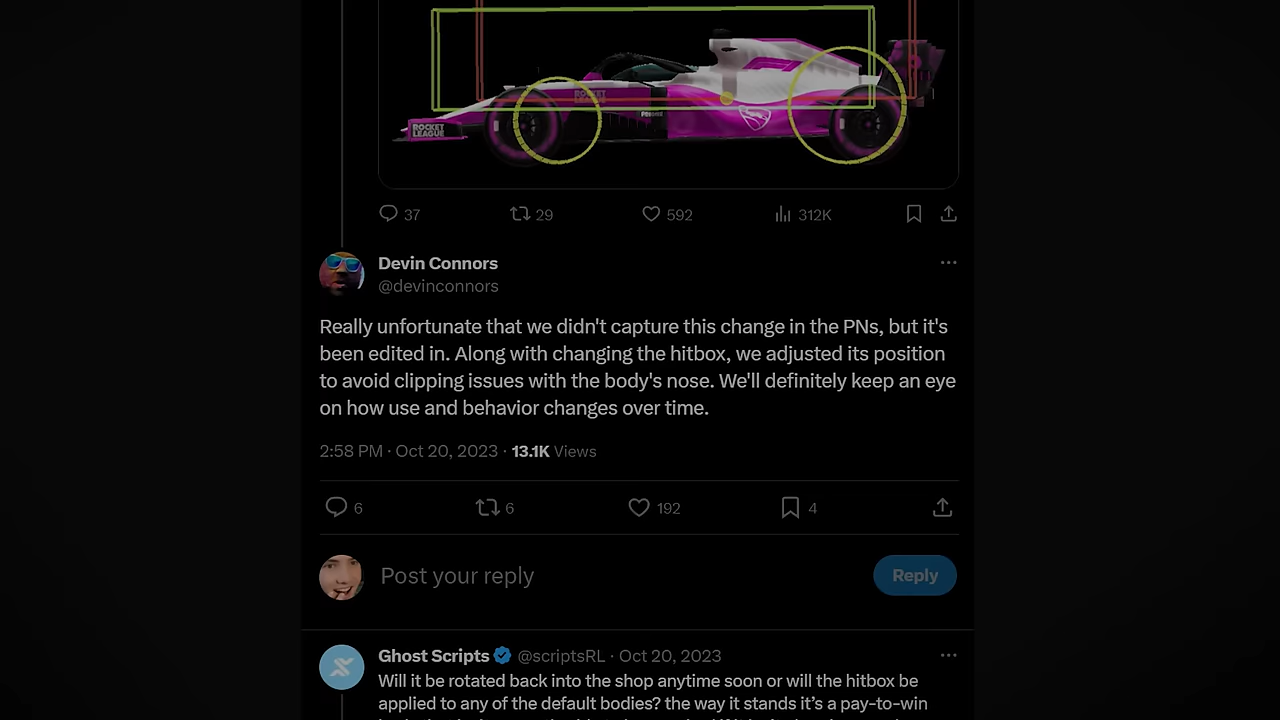 ROCKET LEAGUE
ROCKET
LEAGUE
37 29 592 312K
Devin Connors
@devinconnors
Really unfortunate that we didn't capture this change in the PNs, but it's
been edited in. Along with changing the hitbox, we adjusted its position
to avoid clipping issues with the body's nose. We'll definitely keep an eye
on how use and behavior changes over time.
2:58 PM · Oct 20, 2023 · 13.1K Views
6 6 192 4
Post your reply Reply
Ghost Scripts @scriptsRL · Oct 20, 2023
Will it be rotated back into the shop anytime soon or will the hitbox be
applied to any of the default bodies? the way it stands it's a pay-to-win